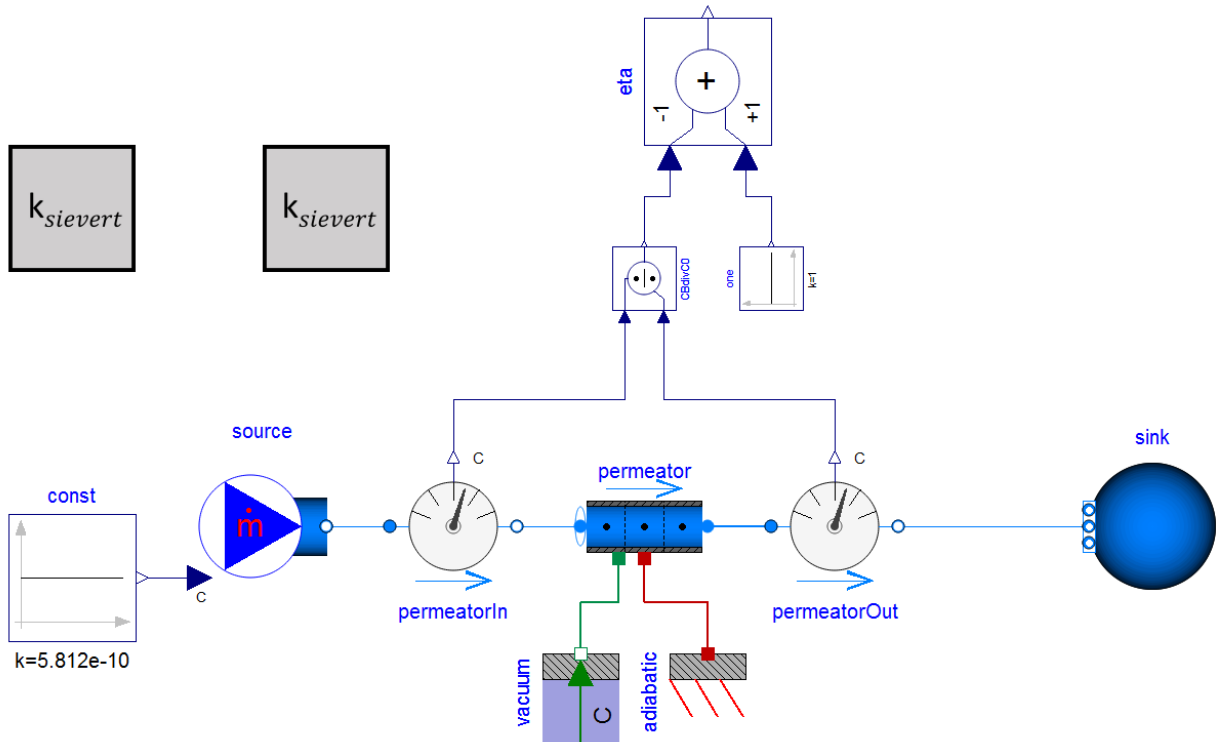 eta
+
-1
+1
k_sievert
k_sievert
CBdivC0
one
k=1
source
C
permeator
C
sink
const
ṁ
C
permeatorIn
permeatorOut
k=5.812e-10
vacuum
C
adiabatic